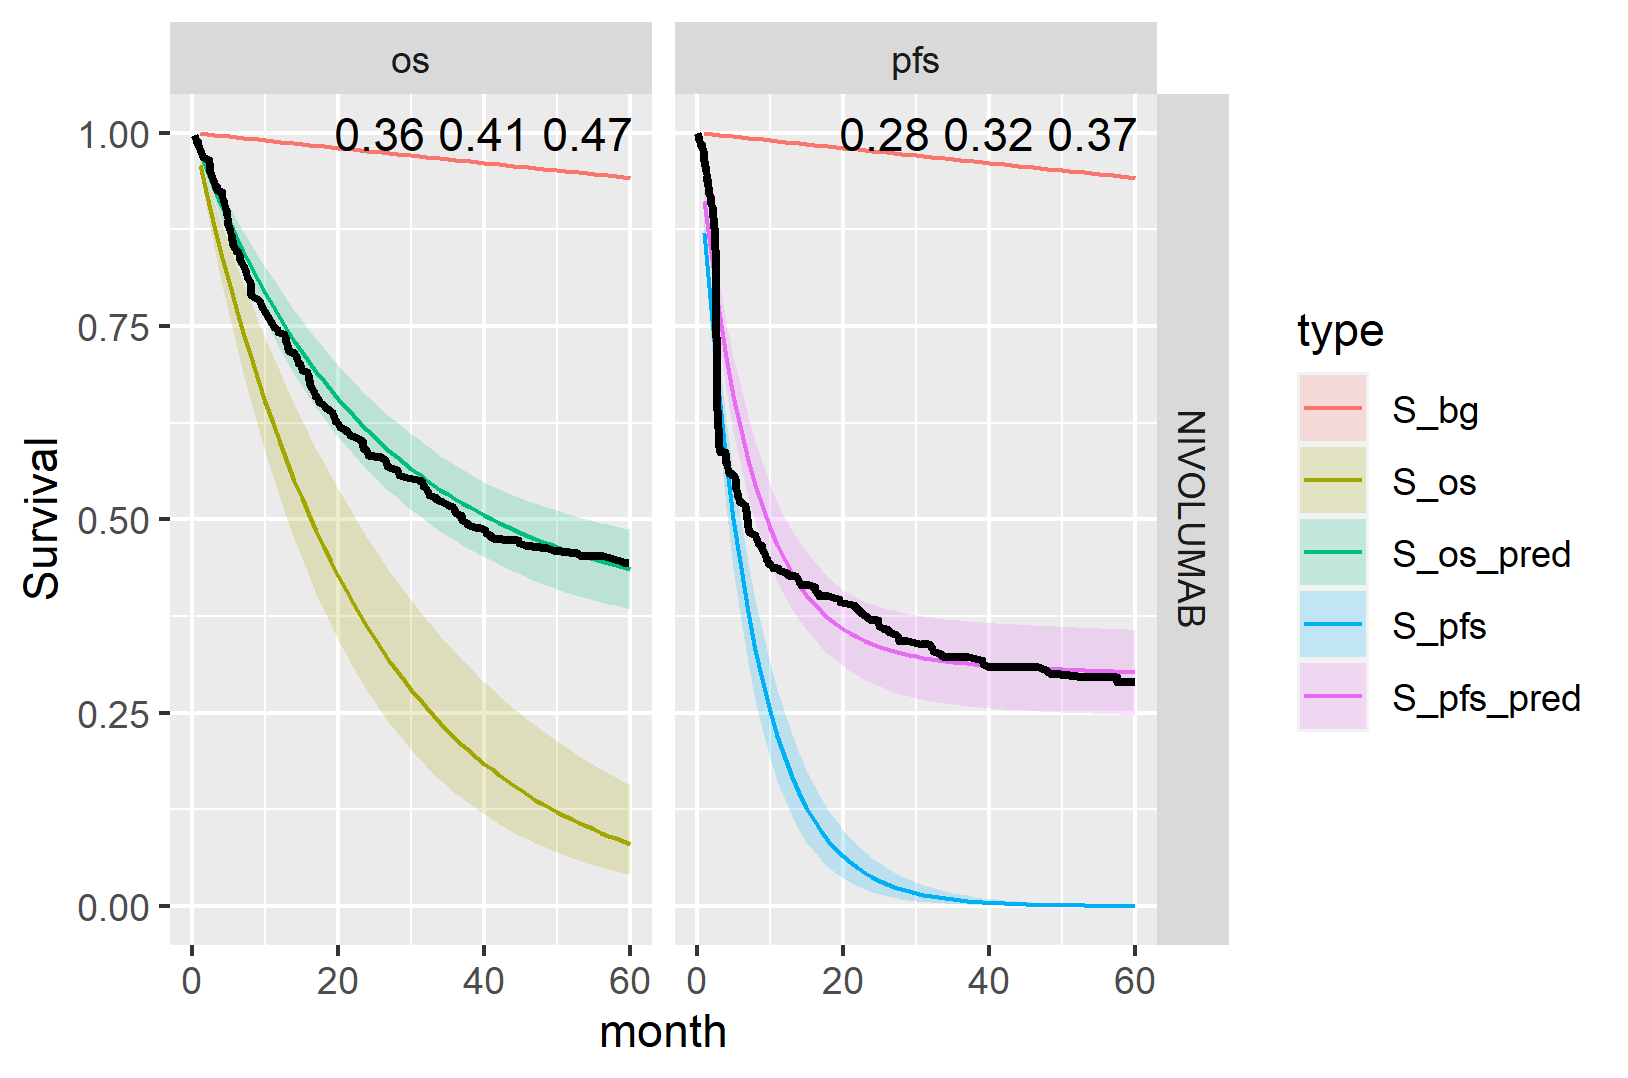 os
pfs
0.36 0.41 0.47
0.28 0.32 0.37
1.00
0.75
0.50
0.25
0.00
Survival
NIVOLUMAB
0 20 40 60
0 20 40 60
month
type
S_bg
S_os
S_os_pred
S_pfs
S_pfs_pred